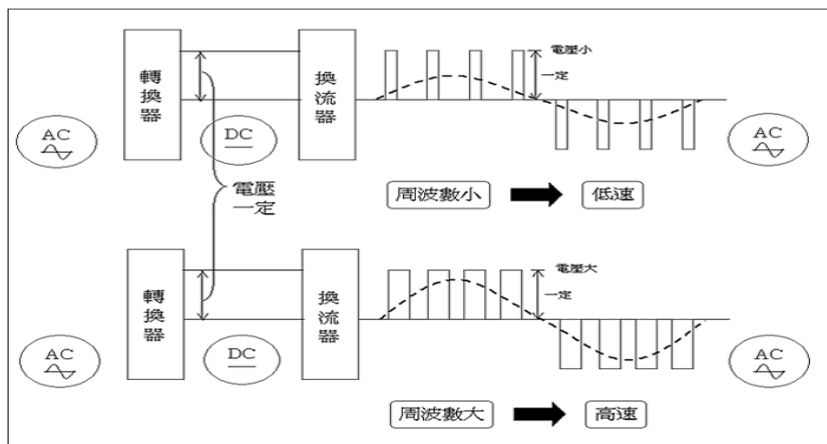 轉換器
換流器
電壓小
一定
AC
DC
AC
電壓
一定
周波數小
低速
轉換器
換流器
電壓大
一定
AC
DC
AC
周波數大
高速